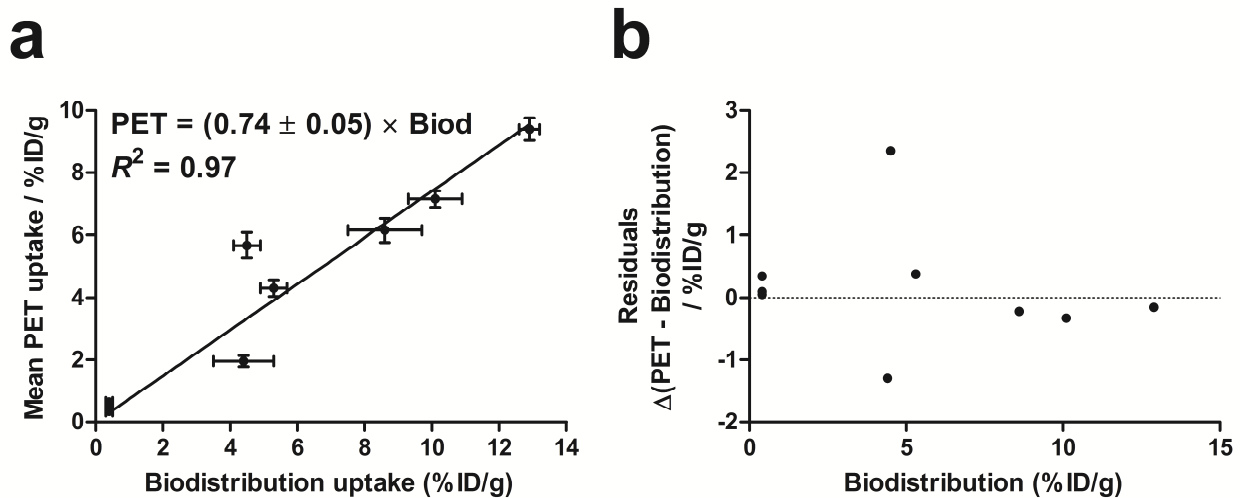 a
b
PET = (0.74 ± 0.05) × Biod
R² = 0.97
Mean PET uptake / %ID/g
10
8
6
4
2
0
0 2 4 6 8 10 12 14
Biodistribution uptake (%ID/g)
Residuals
Δ(PET - Biodistribution)
/ %ID/g
3
2
1
0
-1
-2
0 5 10 15
Biodistribution (%ID/g)